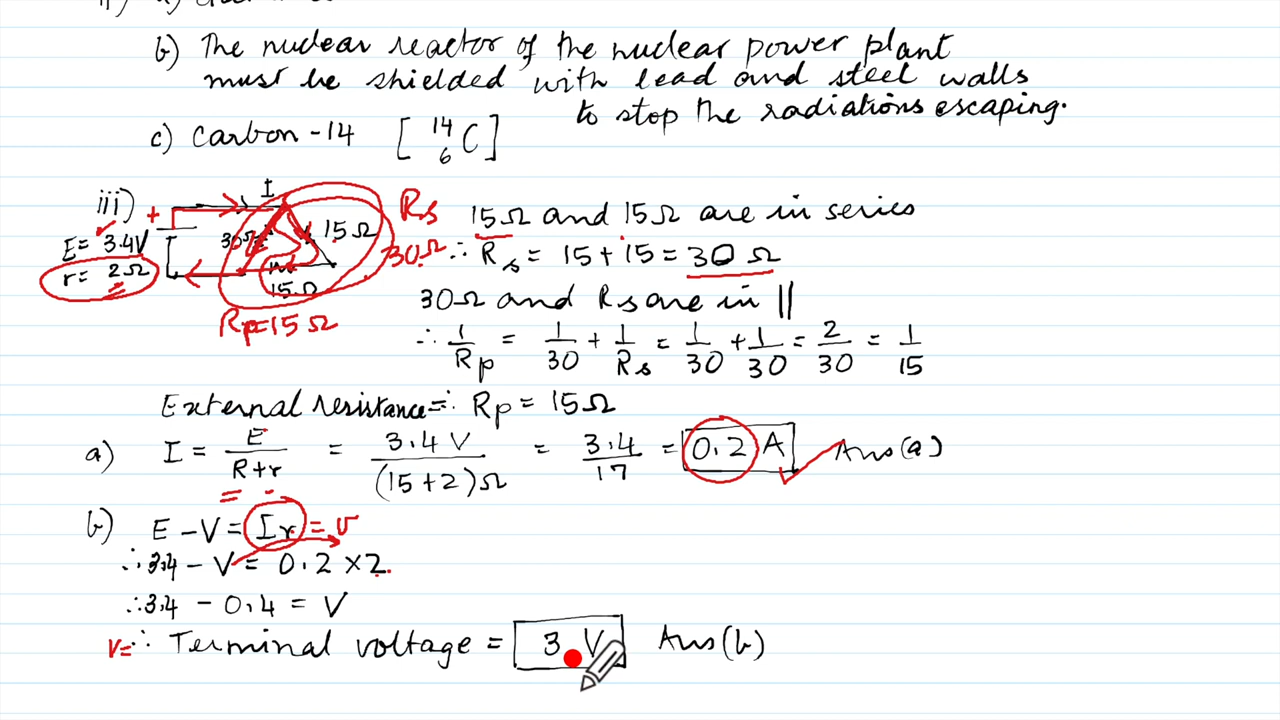 b) The nuclear reactor of the nuclear power plant
must be shielded with lead and steel walls
to stop the radiations escaping.
c) Carbon-14 [ ¹⁴₆C ]
iii)
I
+
E = 3.4V
r = 2Ω
30Ω
15Ω
15Ω
Rs
30Ω
Rp=15Ω
15Ω and 15Ω are in series
∴ Rs = 15 + 15 = 30 Ω
30Ω and Rs are in ||
∴ 1/Rp = 1/30 + 1/Rs = 1/30 + 1/30 = 2/30 = 1/15
External resistance = ∴ Rp = 15Ω
a) I = E/(R+r) = 3.4 V/(15+2)Ω = 3.4/17 = 0.2 A Ans(a)
b) E - V = Ir = v
∴ 3.4 - V = 0.2 × 2
∴ 3.4 - 0.4 = V
V= ∴ Terminal voltage = 3 V Ans(b)